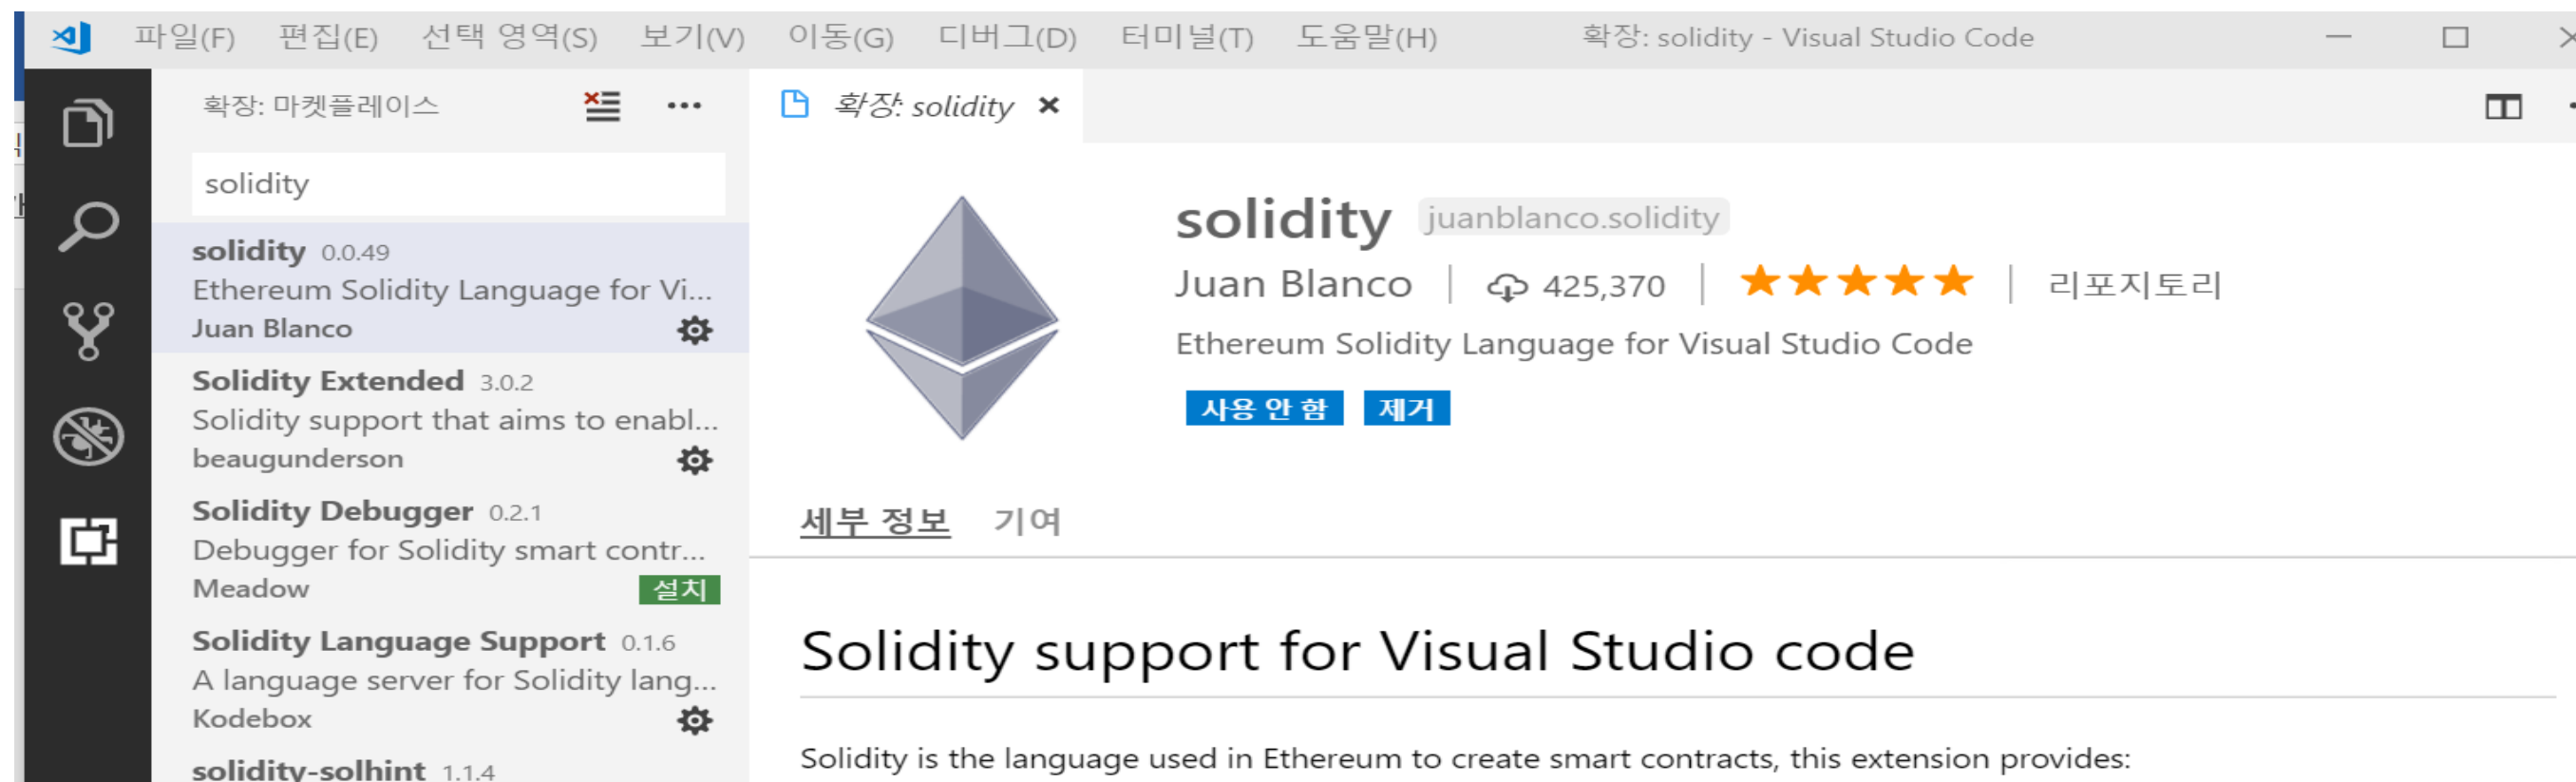 파일(F) 편집(E) 선택 영역(S) 보기(V) 이동(G) 디버그(D) 터미널(T) 도움말(H) 확장: solidity - Visual Studio Code
확장: 마켓플레이스
solidity
solidity 0.0.49
Ethereum Solidity Language for Vi...
Juan Blanco
Solidity Extended 3.0.2
Solidity support that aims to enabl...
beaugunderson
Solidity Debugger 0.2.1
Debugger for Solidity smart contr...
Meadow 설치
Solidity Language Support 0.1.6
A language server for Solidity lang...
Kodebox
solidity-solhint 1.1.4
확장: solidity
solidity juanblanco.solidity
Juan Blanco 425,370 리포지토리
Ethereum Solidity Language for Visual Studio Code
사용 안 함 제거
세부 정보 기여
Solidity support for Visual Studio code
Solidity is the language used in Ethereum to create smart contracts, this extension provides: